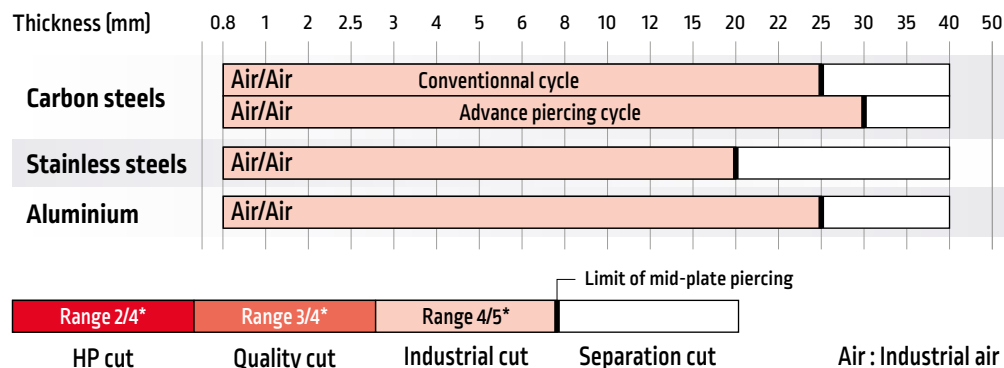 Thickness (mm) 0.8 1 2 2.5 3 4 5 6 8 10 12 15 20 22 25 30 35 40 50
Carbon steels
Air/Air Conventionnal cycle
Air/Air Advance piercing cycle
Stainless steels Air/Air
Aluminium Air/Air
Limit of mid-plate piercing
Range 2/4* Range 3/4* Range 4/5*
HP cut Quality cut Industrial cut Separation cut Air : Industrial air